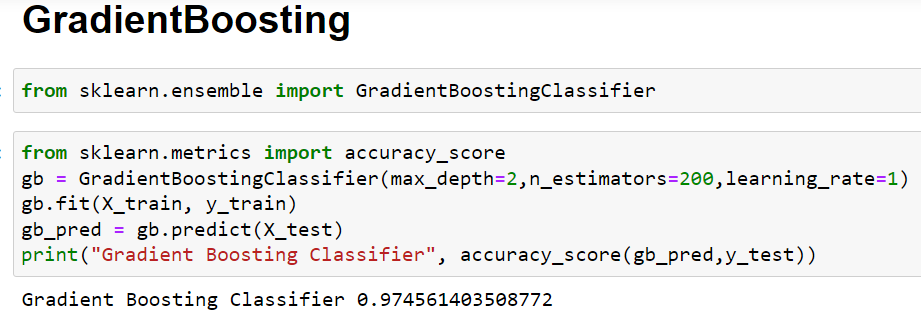 GradientBoosting
from sklearn.ensemble import GradientBoostingClassifier
from sklearn.metrics import accuracy_score
gb = GradientBoostingClassifier(max_depth=2,n_estimators=200,learning_rate=1)
gb.fit(X_train, y_train)
gb_pred = gb.predict(X_test)
print("Gradient Boosting Classifier", accuracy_score(gb_pred,y_test))
Gradient Boosting Classifier 0.974561403508772